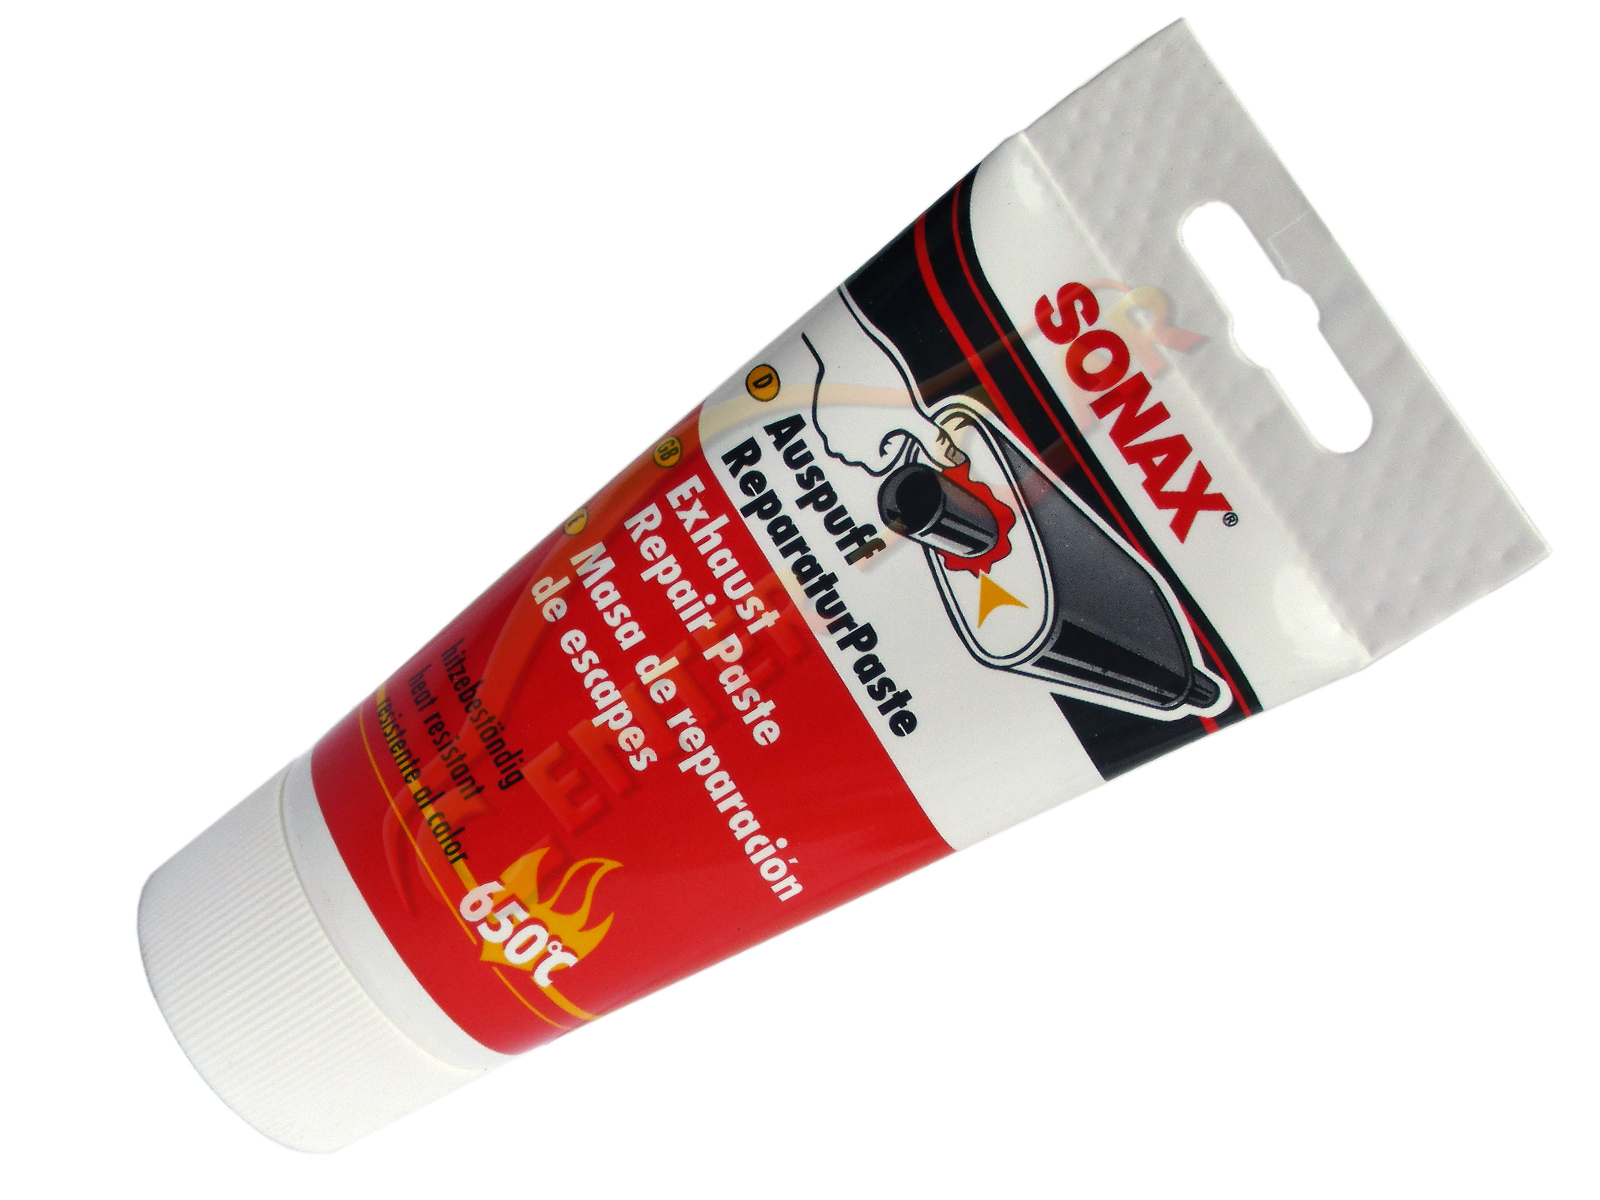 SONAX®
D
Auspuff
ReparaturPaste
GB
Exhaust
Repair Paste
E
Masa de reparación
de escapes
hitzebeständig
heat resistant
resistente al calor
650°C